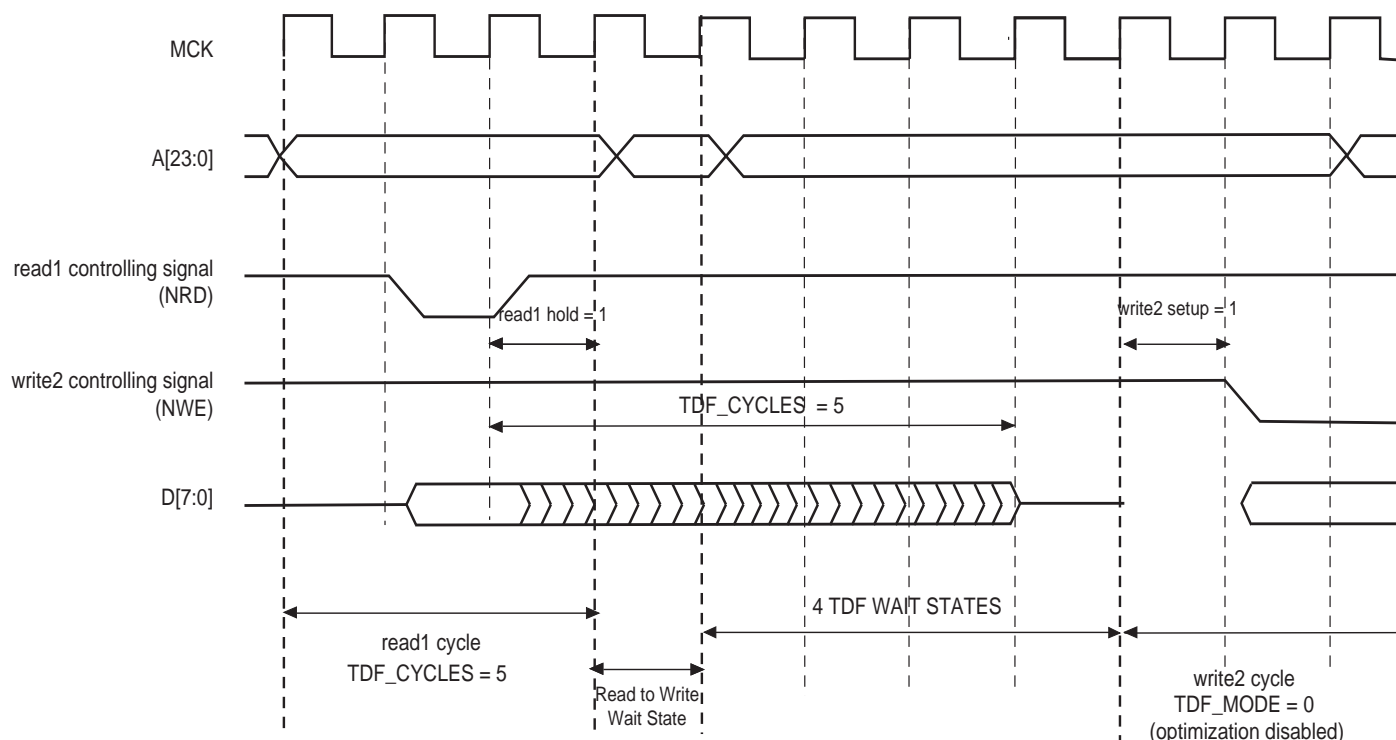 MCK
A[23:0]
read1 controlling signal
(NRD)
read1 hold = 1
write2 setup = 1
write2 controlling signal
(NWE)
TDF_CYCLES = 5
D[7:0]
4 TDF WAIT STATES
read1 cycle
TDF_CYCLES = 5
Read to Write
Wait State
write2 cycle
TDF_MODE = 0
(optimization disabled)